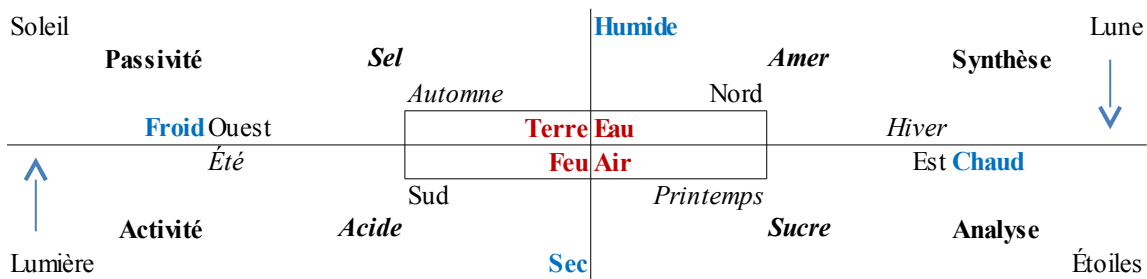 Soleil Humide Lune
Passivité Sel Amer Synthèse
Automne Nord
Froid Ouest Terre Eau Hiver
Été Feu Air Est Chaud
Sud Printemps
Activité Acide Sucre Analyse
Lumière Sec Étoiles